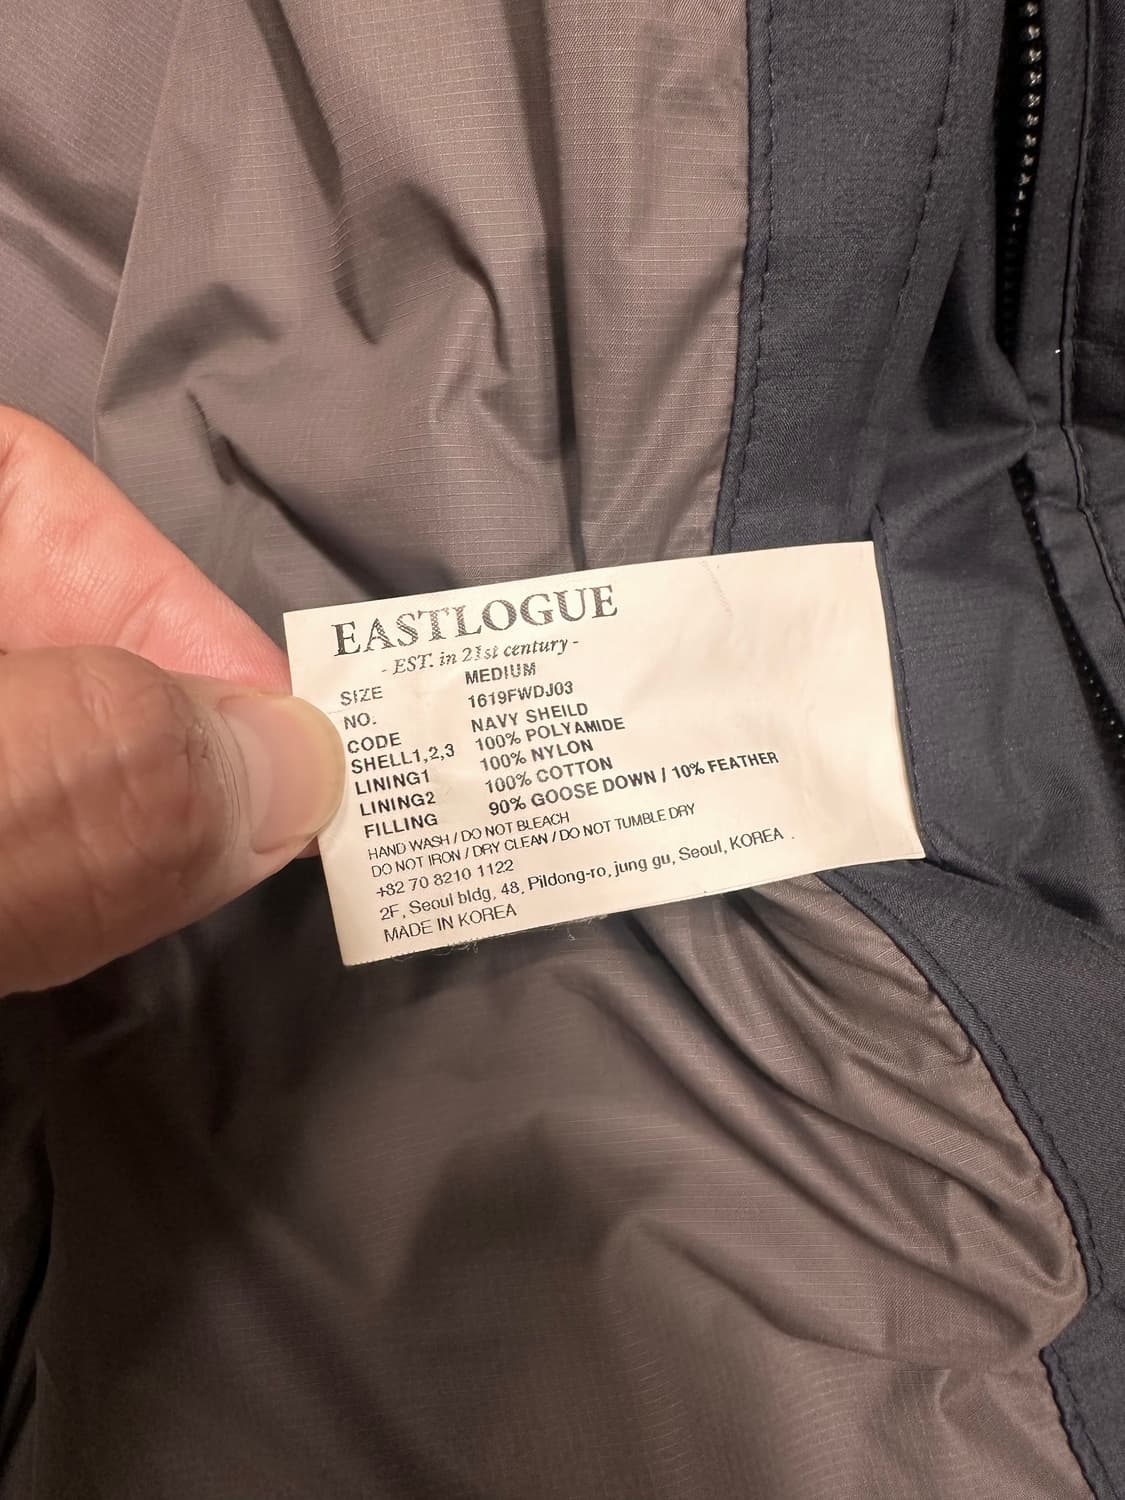 EASTLOGUE
- EST. in 21st century -
SIZE MEDIUM
NO. 1619FWDJ03
CODE NAVY SHEILD
SHELL1,2,3 100% POLYAMIDE
LINING1 100% NYLON
LINING2 100% COTTON
FILLING 90% GOOSE DOWN / 10% FEATHER
HAND WASH / DO NOT BLEACH
DO NOT IRON / DRY CLEAN / DO NOT TUMBLE DRY
+82 70 8210 1122
2F, Seoul bldg, 48, Pildong-ro, jung gu, Seoul, KOREA .
MADE IN KOREA